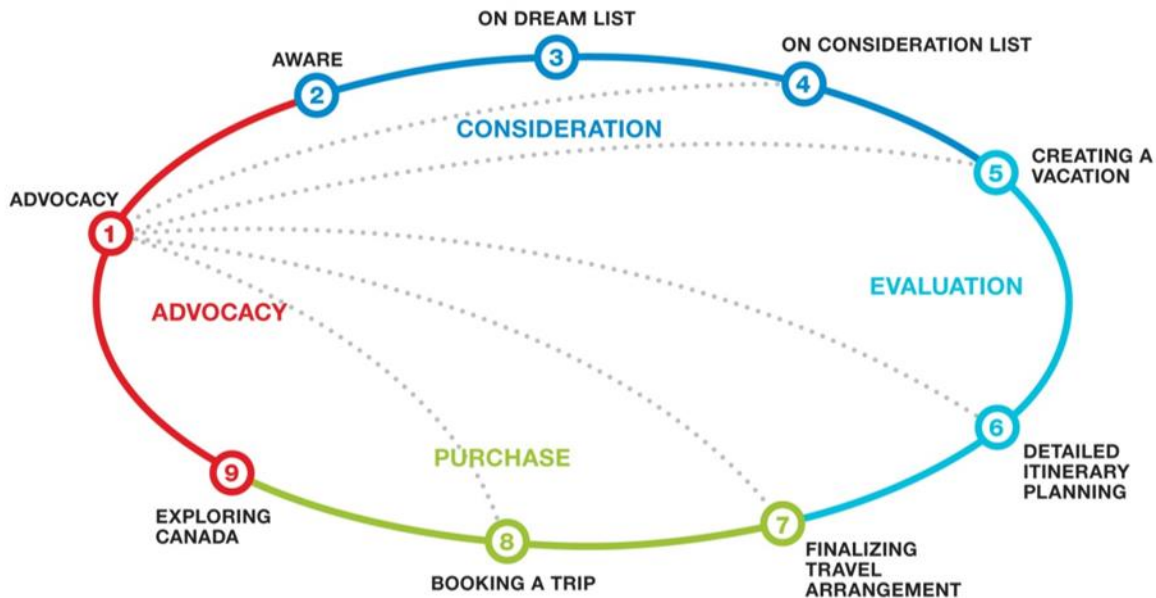 ON DREAM LIST
3
ON CONSIDERATION LIST
4
AWARE
2
CONSIDERATION
CREATING A
VACATION
5
ADVOCACY
1
EVALUATION
ADVOCACY
6
DETAILED
ITINERARY
PLANNING
PURCHASE
9
EXPLORING
CANADA
7
FINALIZING
TRAVEL
ARRANGEMENT
8
BOOKING A TRIP